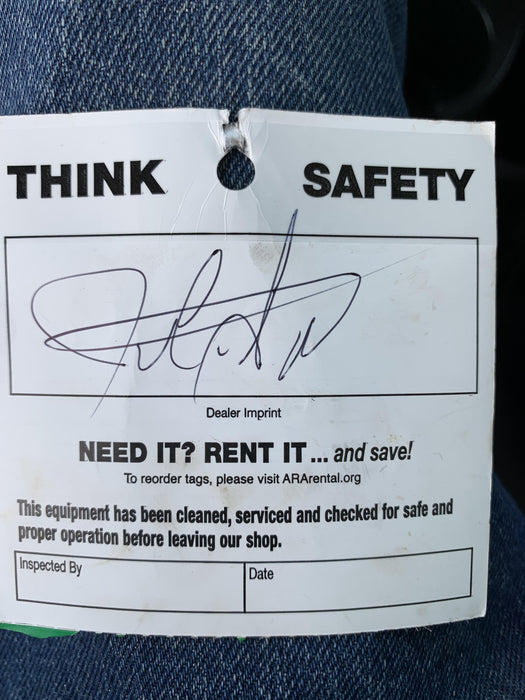 THINK SAFETY
Dealer Imprint
NEED IT? RENT IT ... and save!
To reorder tags, please visit ARArental.org
This equipment has been cleaned, serviced and checked for safe and
proper operation before leaving our shop.
Inspected By
Date